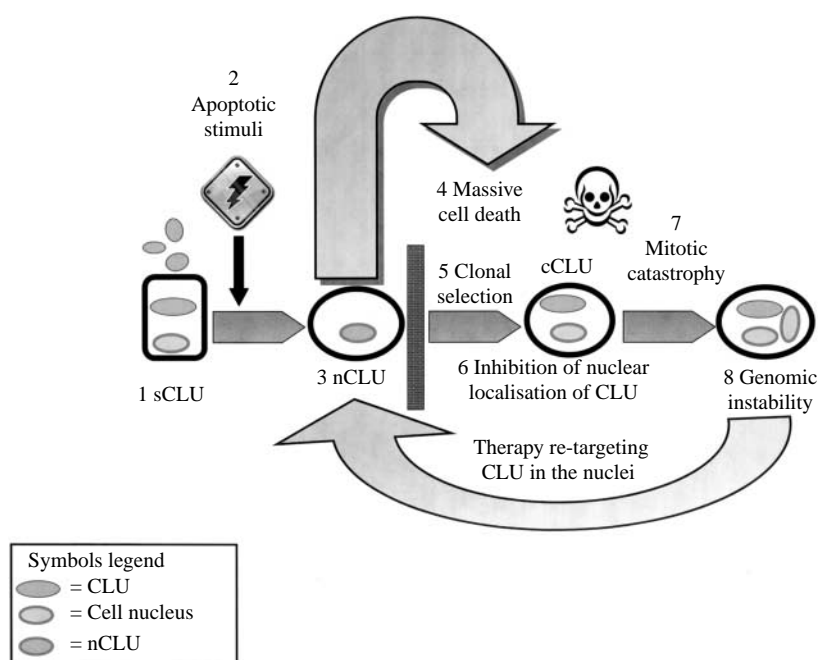 2
Apoptotic
stimuli
4 Massive
cell death
7
Mitotic
catastrophy
5 Clonal
selection
cCLU
1 sCLU
3 nCLU
6 Inhibition of nuclear
localisation of CLU
8 Genomic
instability
Therapy re-targeting
CLU in the nuclei
Symbols legend
= CLU
= Cell nucleus
= nCLU